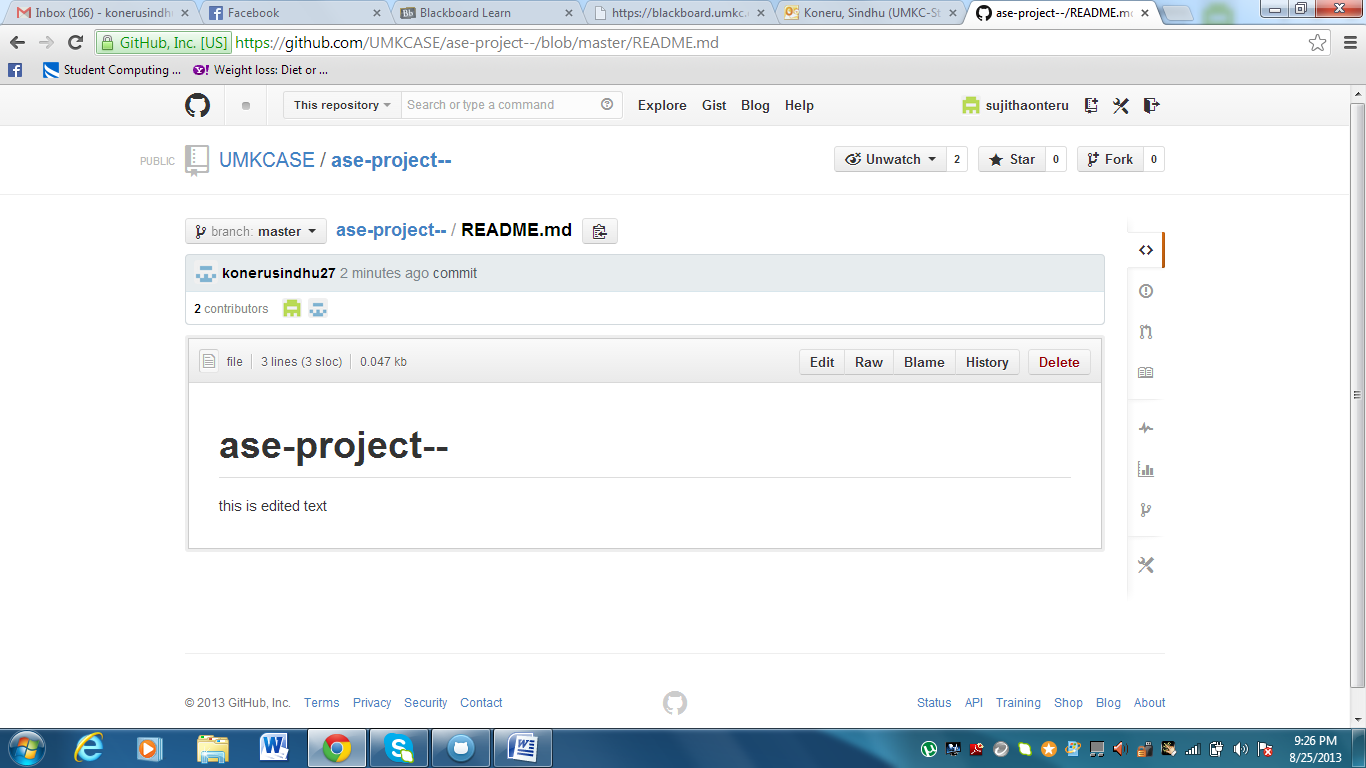 Inbox (166) - konerusindhu
Facebook
Blackboard Learn
https://blackboard.umkc.
Koneru, Sindhu (UMKC-St
ase-project--/README.m
GitHub, Inc. [US] https://github.com/UMKCASE/ase-project--/blob/master/README.md
Student Computing ... Weight loss: Diet or ...
This repository Search or type a command Explore Gist Blog Help sujithaonteru
PUBLIC UMKCASE / ase-project-- Unwatch 2 Star 0 Fork 0
branch: master ase-project-- / README.md
konerusindhu27 2 minutes ago commit
2 contributors
file 3 lines (3 sloc) 0.047 kb Edit Raw Blame History Delete
ase-project--
this is edited text
© 2013 GitHub, Inc. Terms Privacy Security Contact Status API Training Shop Blog About
9:26 PM
8/25/2013